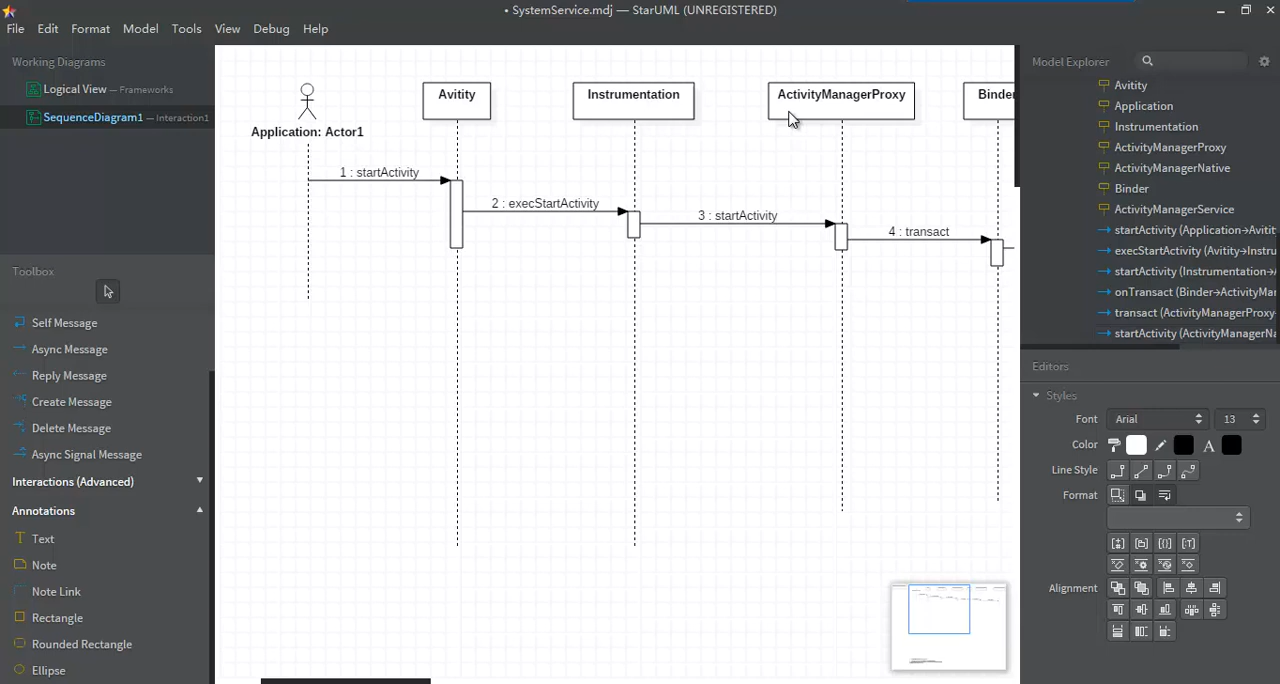 • SystemService.mdj — StarUML (UNREGISTERED)
File Edit Format Model Tools View Debug Help
Working Diagrams
Logical View — Frameworks
SequenceDiagram1 — Interaction1
Toolbox
Self Message
Async Message
Reply Message
Create Message
Delete Message
Async Signal Message
Interactions (Advanced)
Annotations
Text
Note
Note Link
Rectangle
Rounded Rectangle
Ellipse
Application: Actor1
Avitity
Instrumentation
ActivityManagerProxy
Binde
1 : startActivity
2 : execStartActivity
3 : startActivity
4 : transact
Model Explorer
Avitity
Application
Instrumentation
ActivityManagerProxy
ActivityManagerNative
Binder
ActivityManagerService
startActivity (Application→Avitit
execStartActivity (Avitity→Instru
startActivity (Instrumentation→A
onTransact (Binder→ActivityMa
transact (ActivityManagerProxy
startActivity (ActivityManagerNa
Editors
Styles
Font Arial 13
Color
Line Style
Format
Alignment